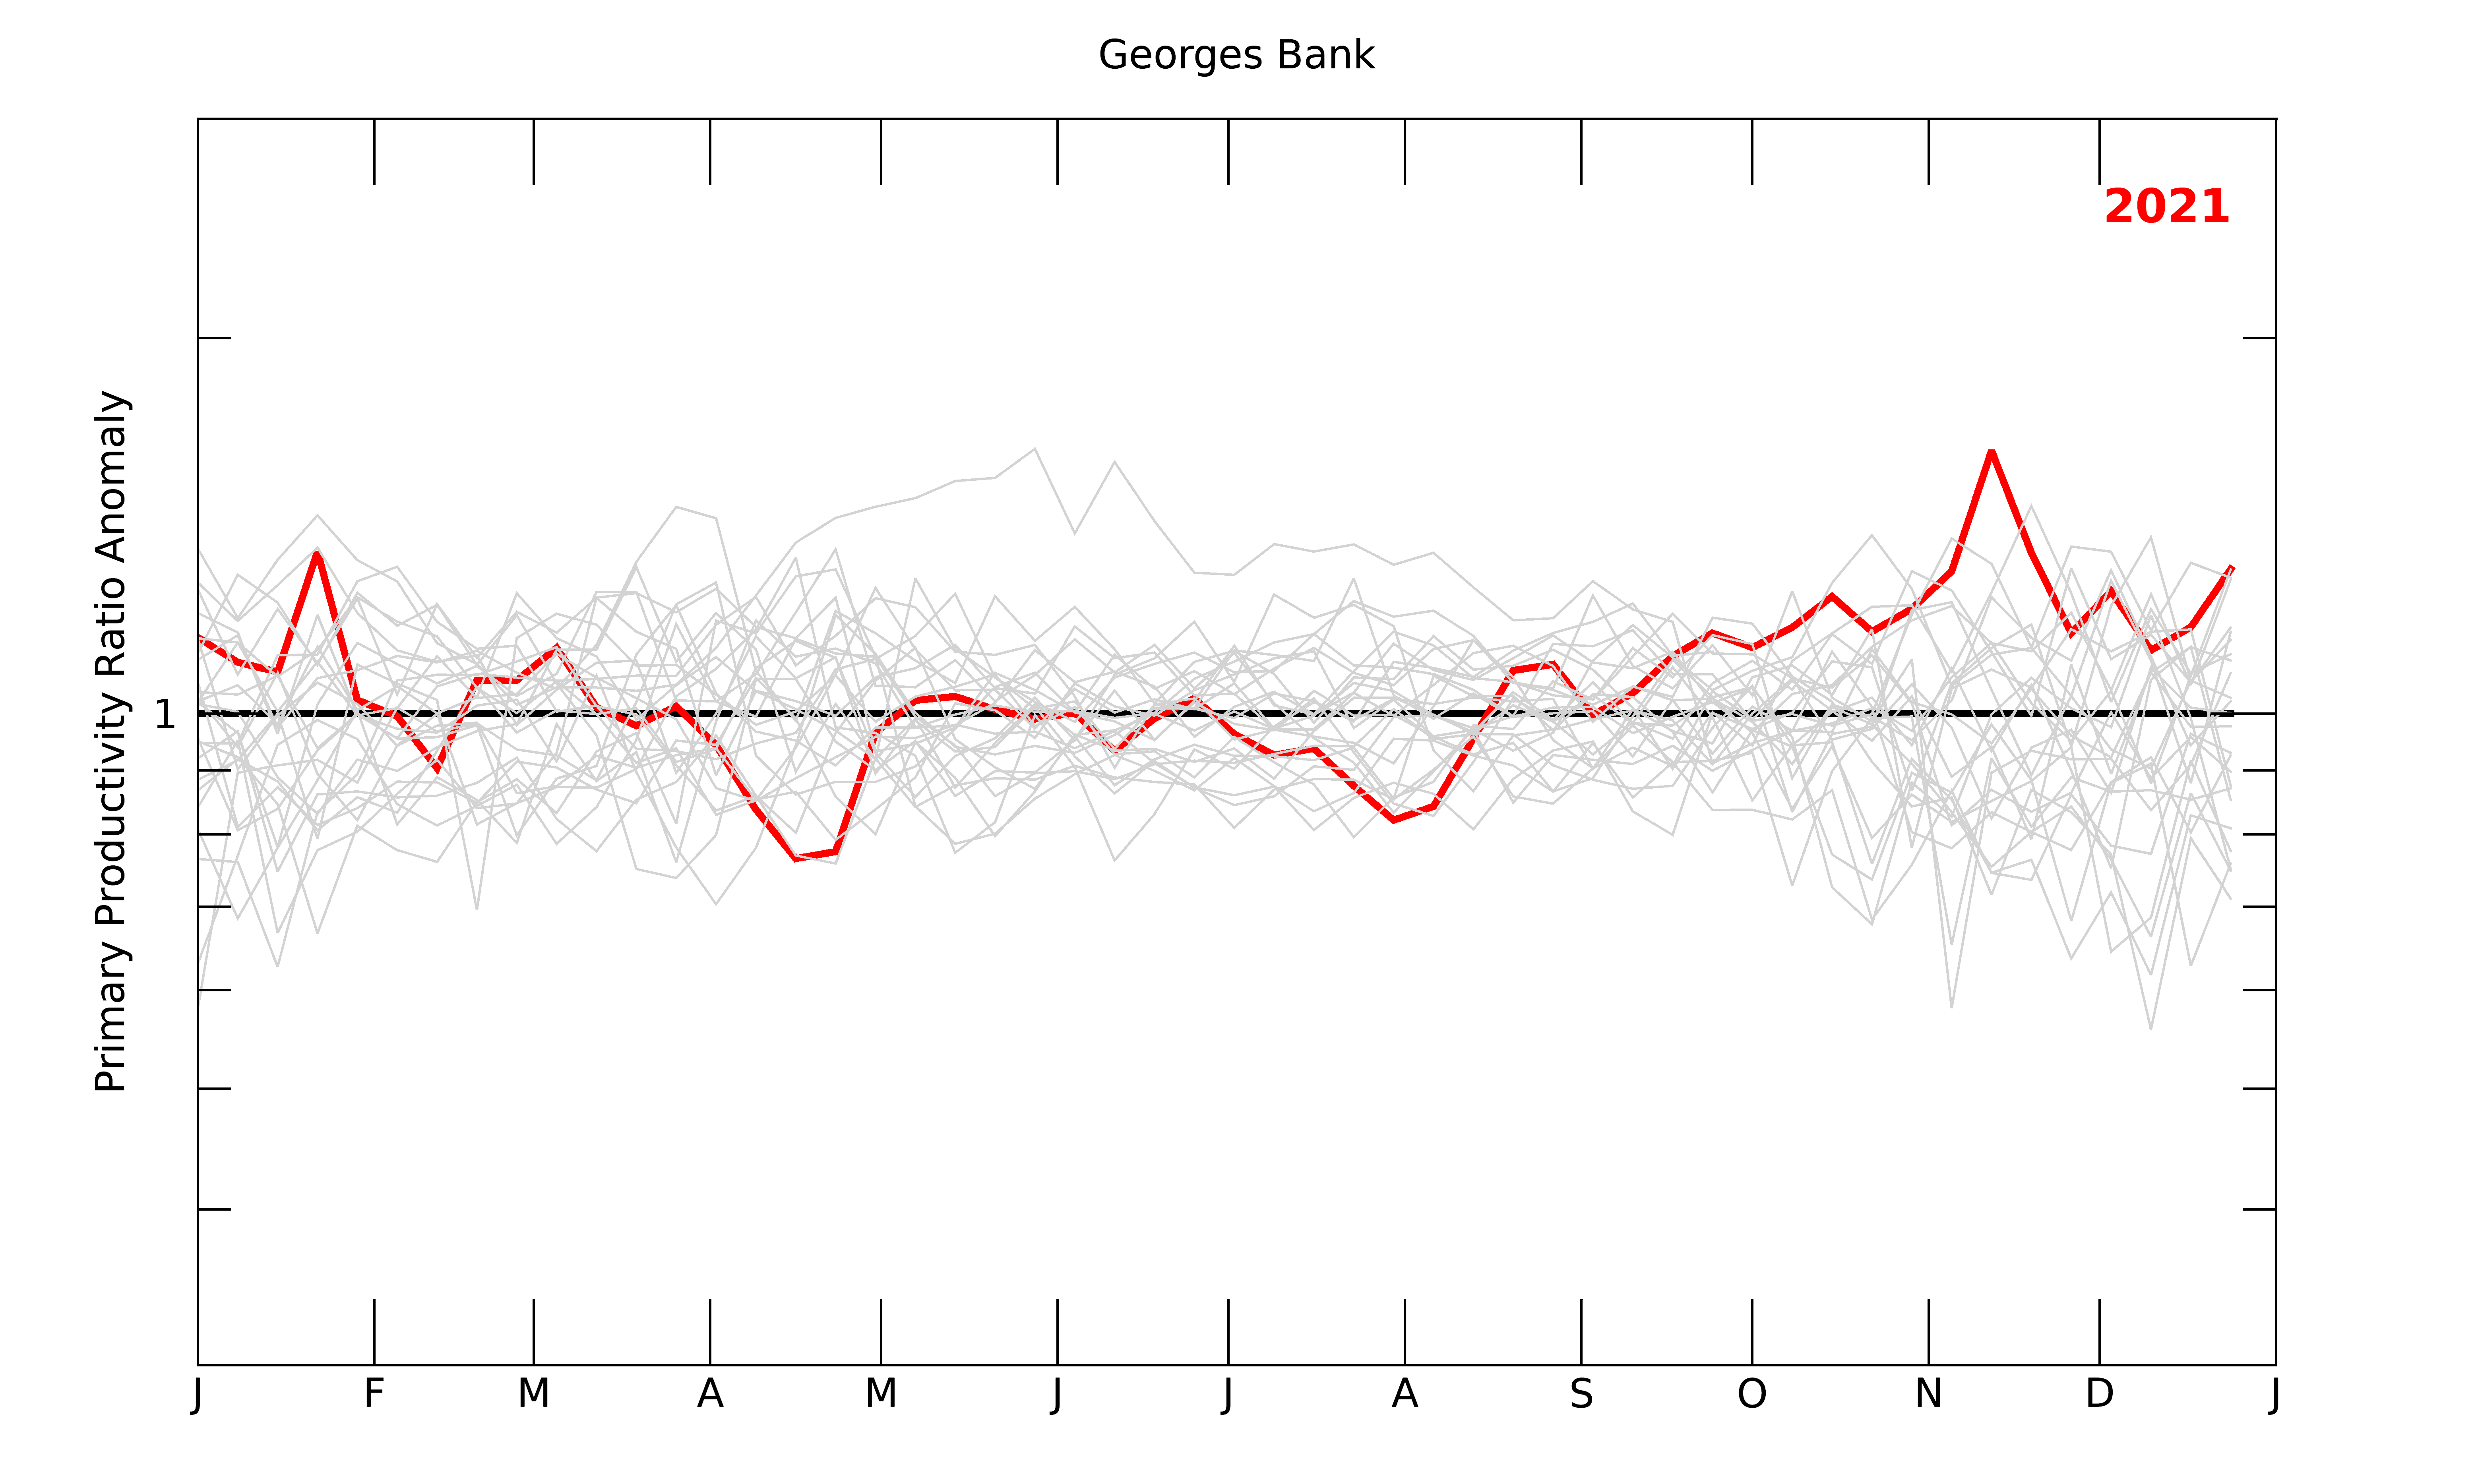 Georges Bank
2021
Primary Productivity Ratio Anomaly
1
J F M A M J J A S O N D J